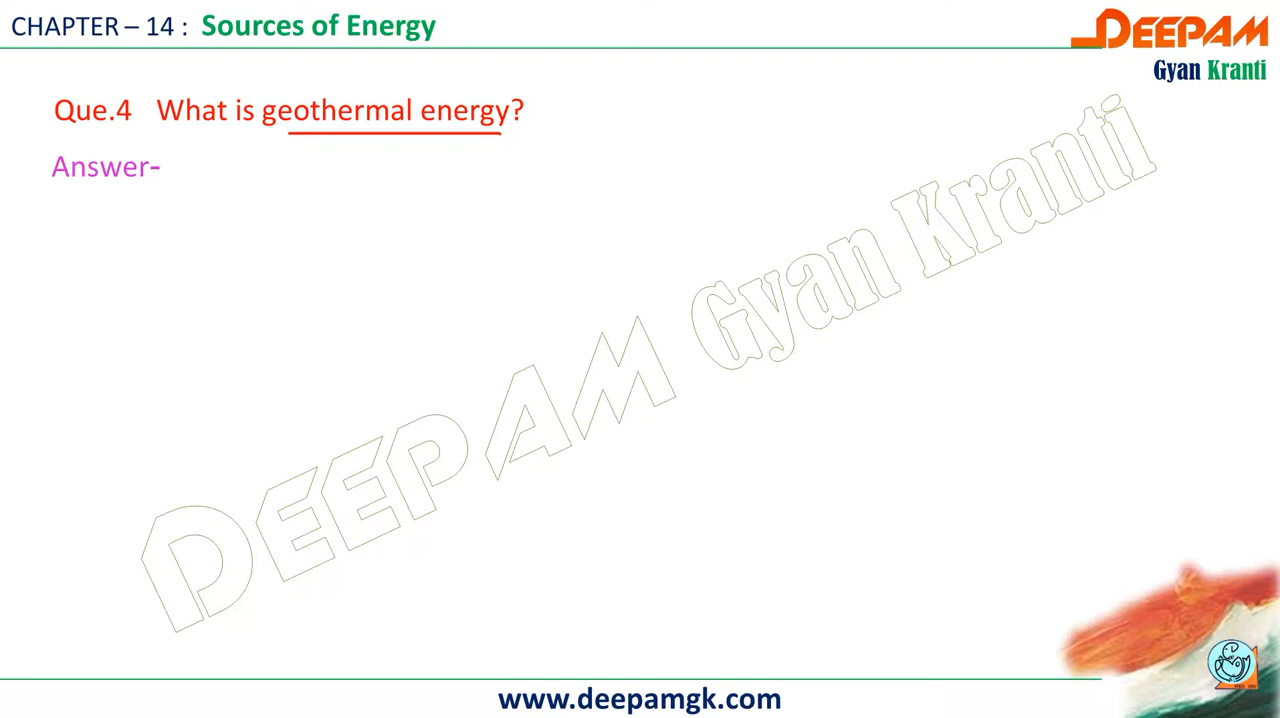 CHAPTER – 14 : Sources of Energy
DEEPAM
Gyan Kranti
Que.4 What is geothermal energy?
Answer-
DEEPAM Gyan Kranti
www.deepamgk.com